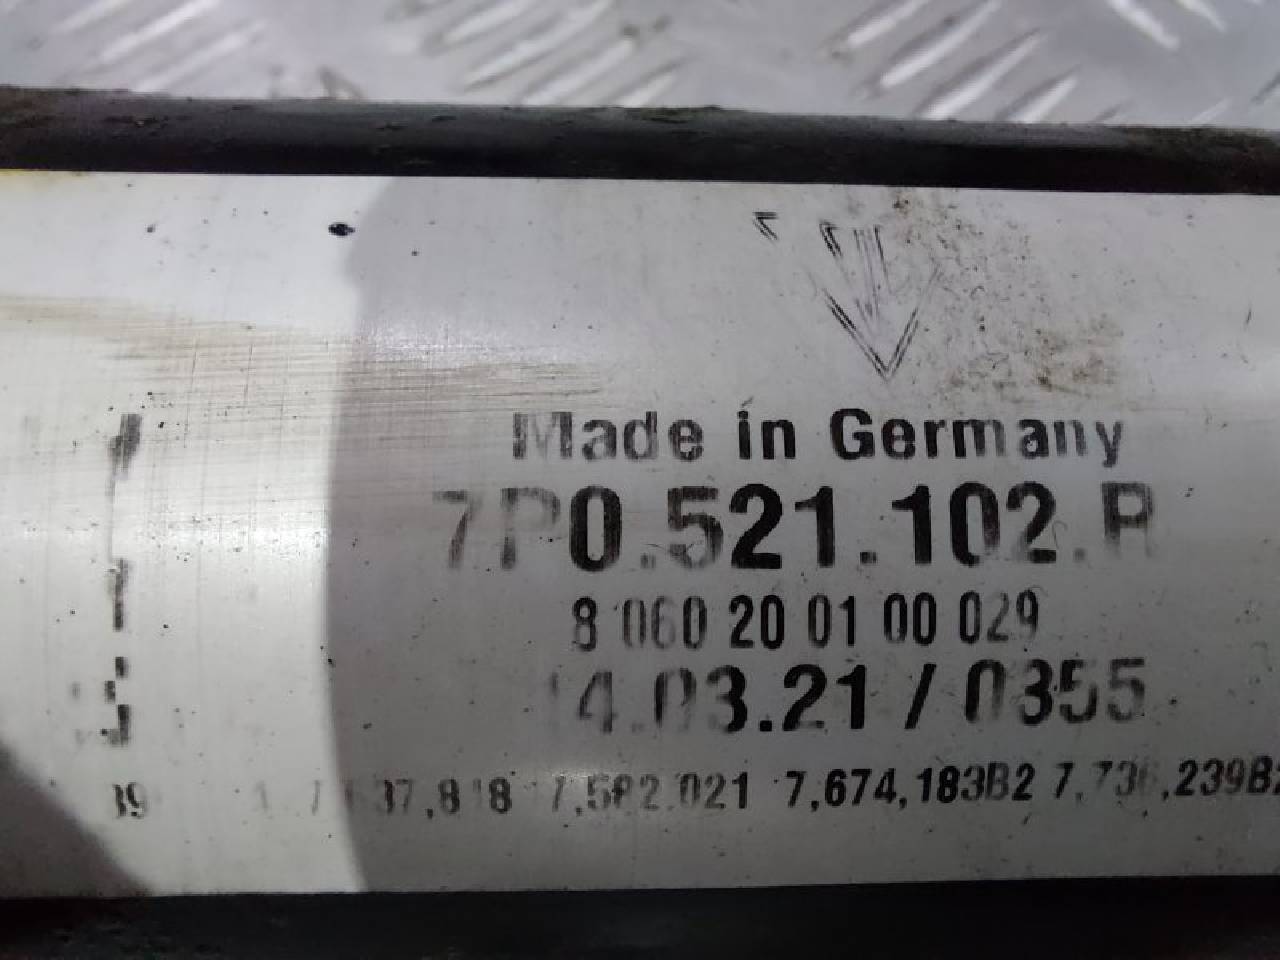 Made in Germany
7P0.521.102.R
8 060 20 01 00 029
14.03.21 / 0355
7,582,021 7,674,183B2